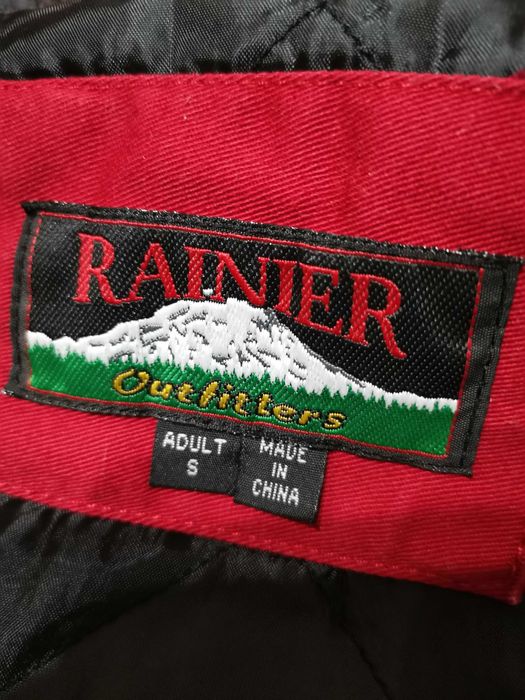 RAINIER
Outfitters
ADULT
S
MADE
IN
CHINA